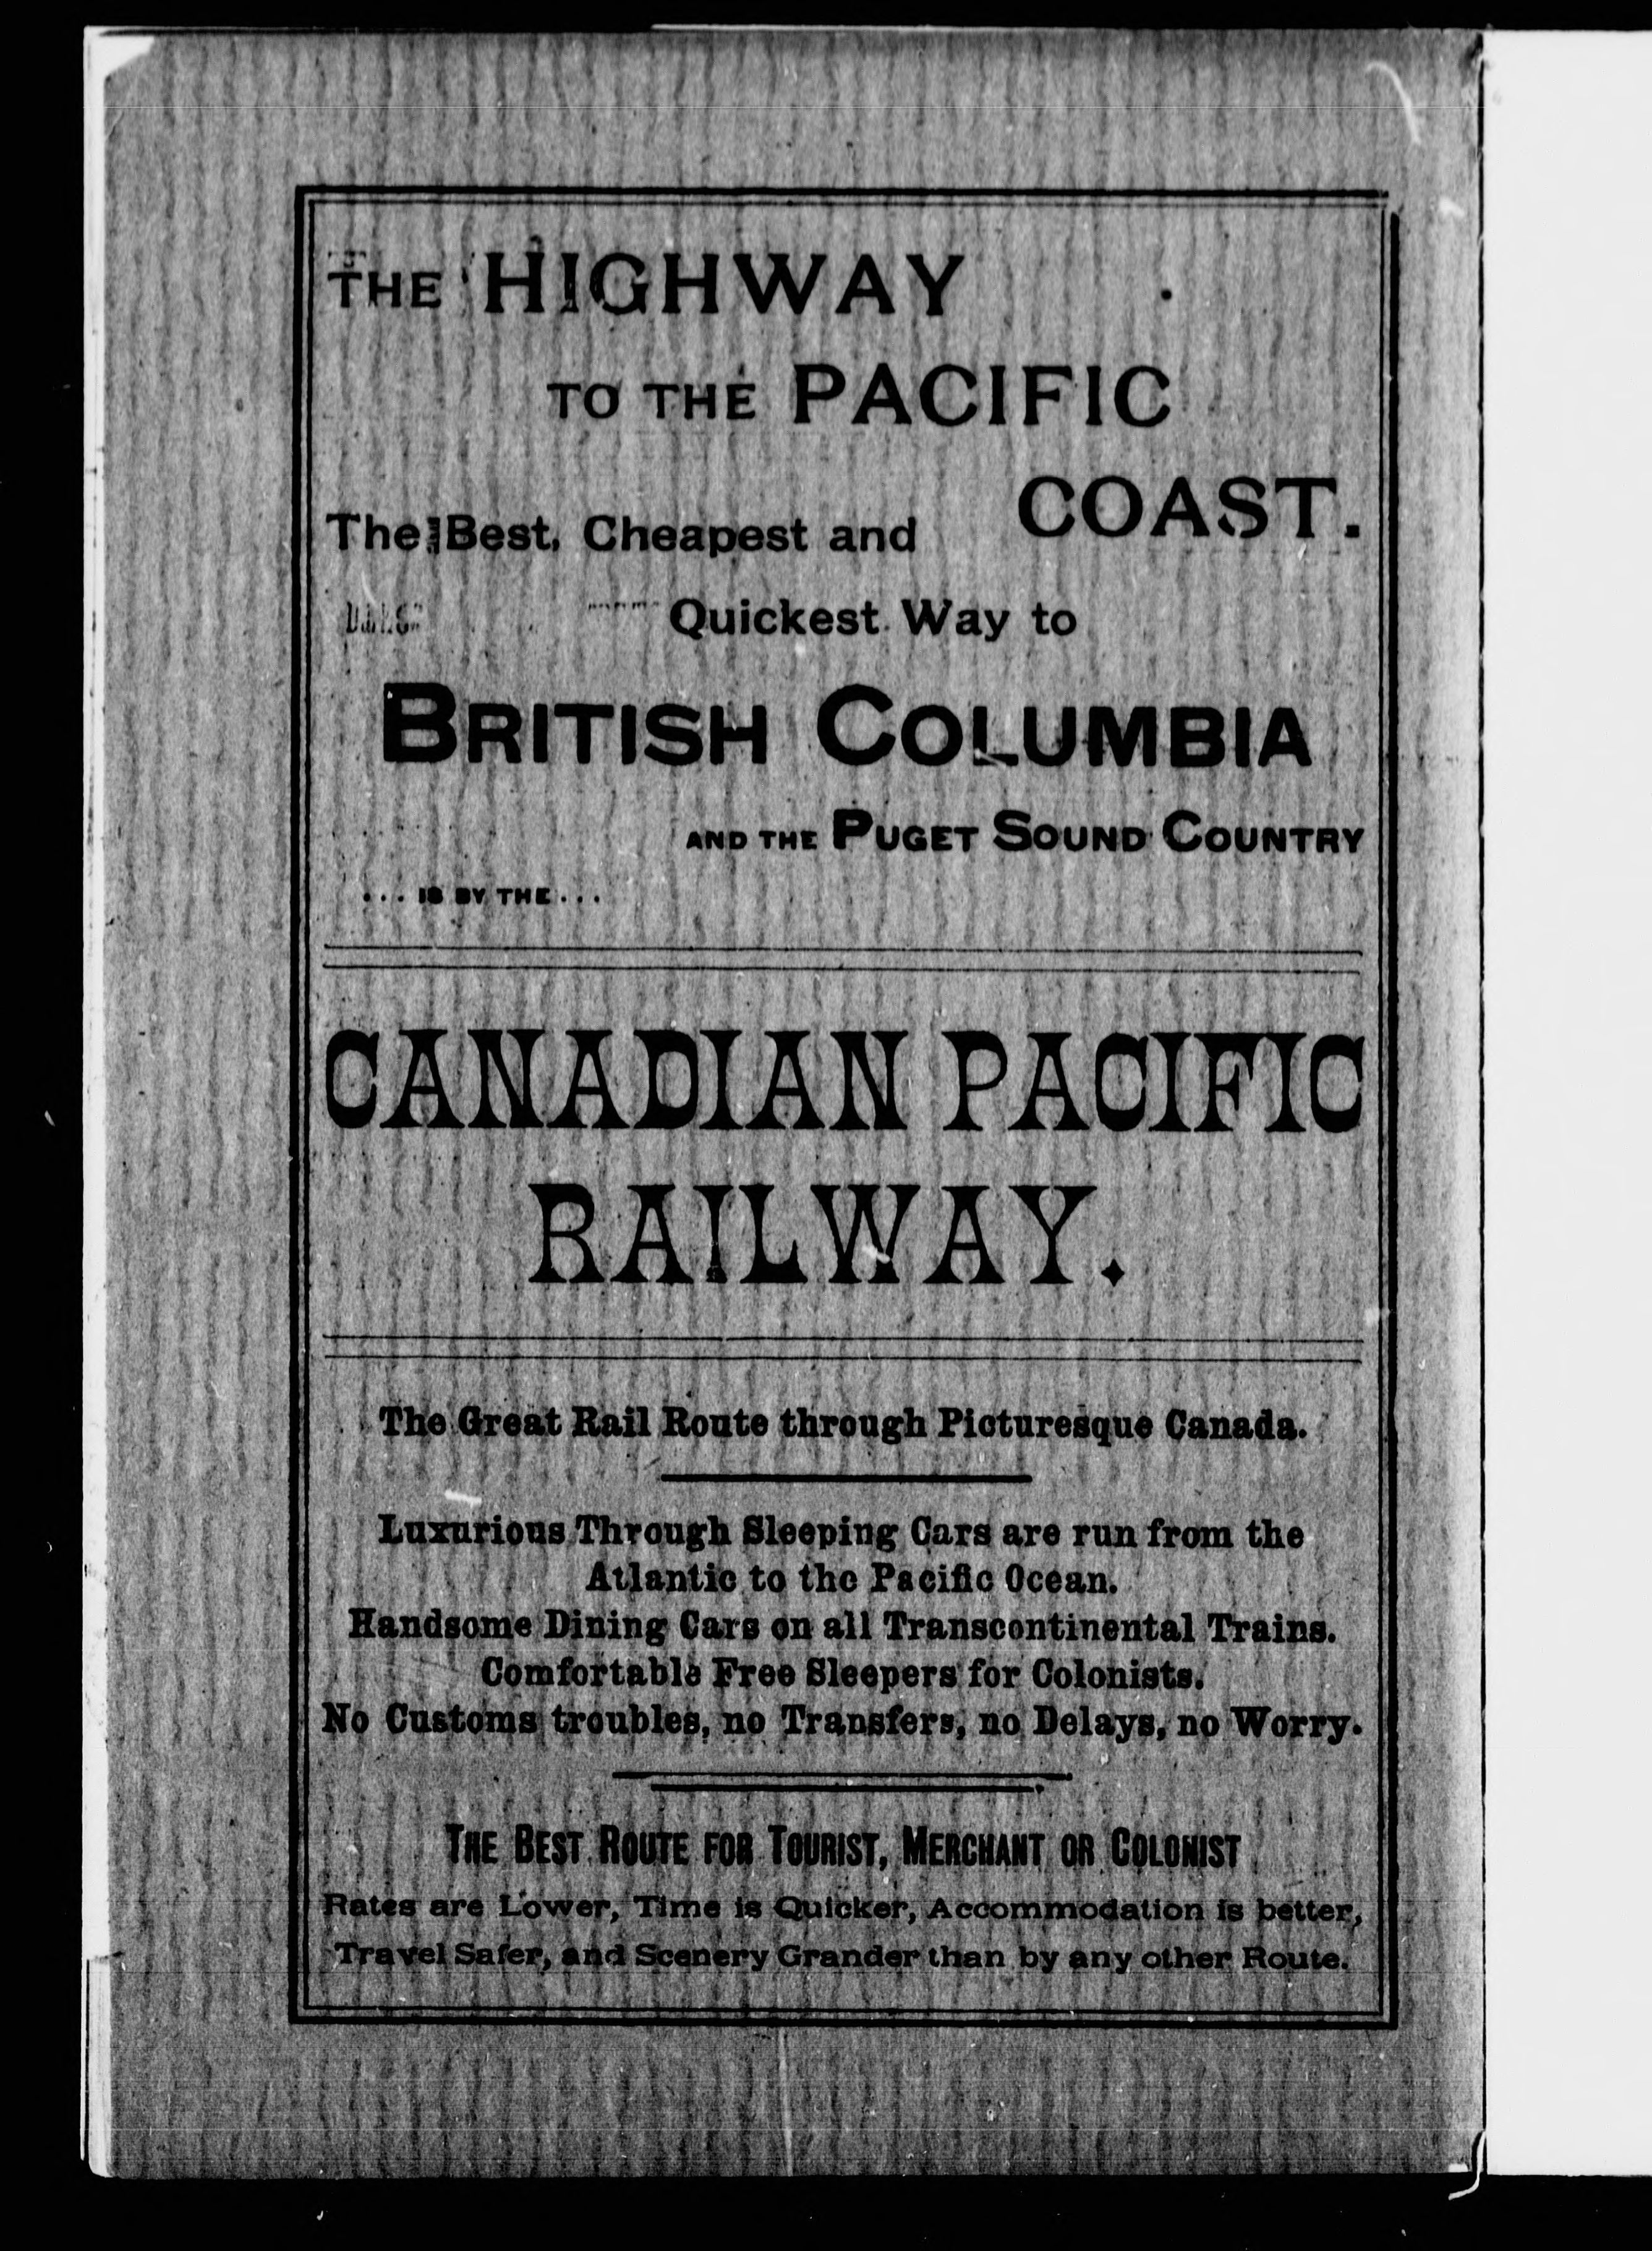 THE HIGHWAY
TO THE PACIFIC
COAST.
The Best, Cheapest and
Quickest Way to
BRITISH COLUMBIA
AND THE PUGET SOUND COUNTRY
... IS BY THE ...
CANADIAN PACIFIC
RAILWAY.
The Great Rail Route through Picturesque Canada.
Luxurious Through Sleeping Cars are run from the
Atlantic to the Pacific Ocean.
Handsome Dining Cars on all Transcontinental Trains.
Comfortable Free Sleepers for Colonists.
No Customs troubles, no Transfers, no Delays, no Worry.
THE BEST ROUTE FOR TOURIST, MERCHANT OR COLONIST
Rates are Lower, Time is Quicker, Accommodation is better,
Travel Safer, and Scenery Grander than by any other Route.